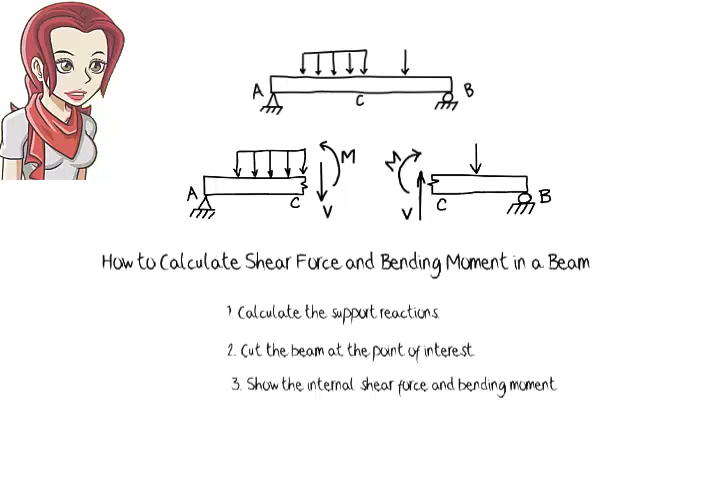 A B
C
M M
A C V V C B
How to Calculate Shear Force and Bending Moment in a Beam
1 Calculate the support reactions
2. Cut the beam at the point of interest
3. Show the internal shear force and bending moment